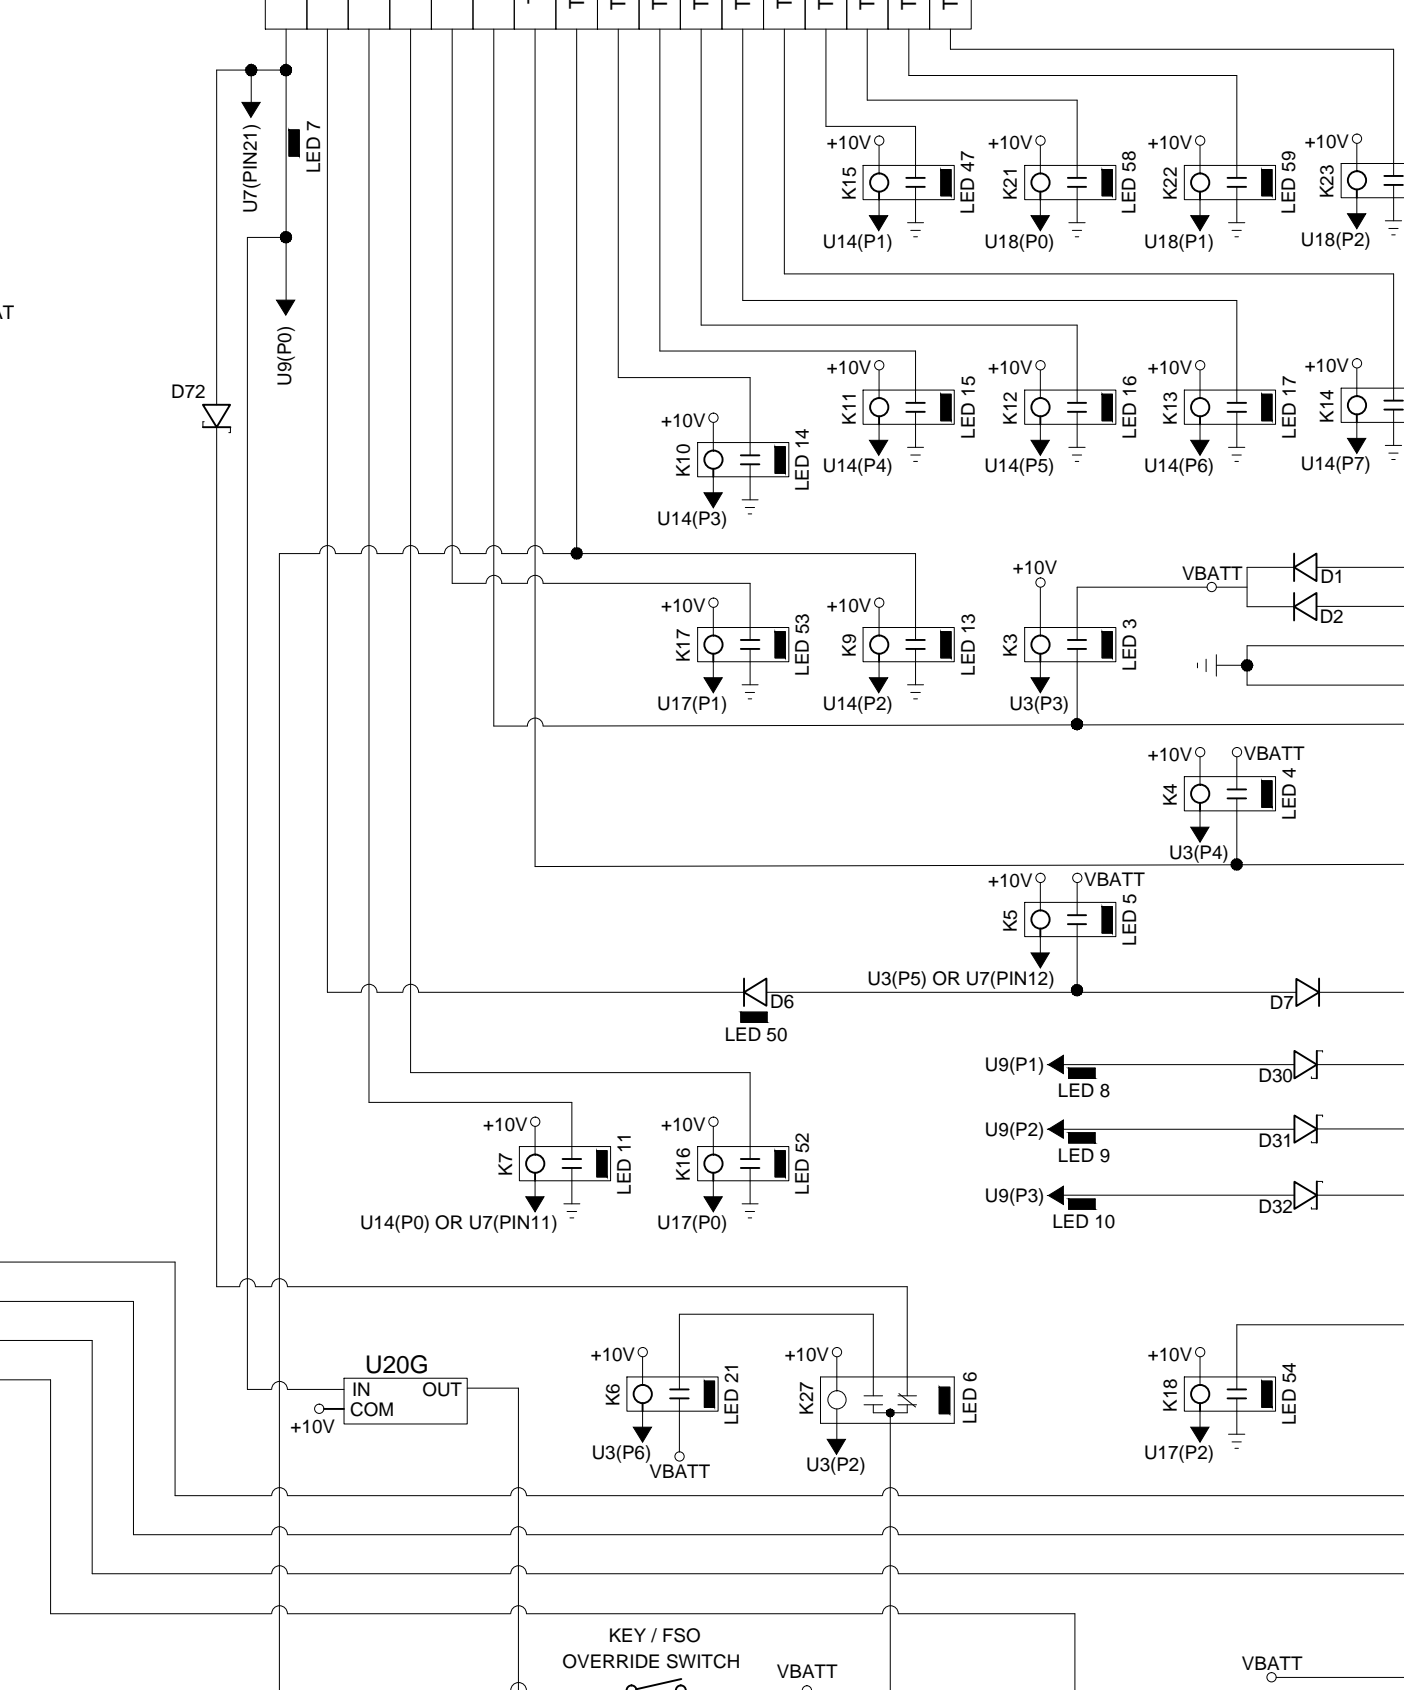 T
T
T
T
T
T
T
T
T
T
U7(PIN21)
LED 7
+10V
K15
LED 47
U14(P1)
+10V
K21
LED 58
U18(P0)
+10V
K22
LED 59
U18(P1)
+10V
K23
U18(P2)
U9(P0)
D72
+10V
K10
LED 14
U14(P3)
+10V
K11
LED 15
U14(P4)
+10V
K12
LED 16
U14(P5)
+10V
K13
LED 17
U14(P6)
+10V
K14
U14(P7)
+10V
K17
LED 53
U17(P1)
+10V
K9
LED 13
U14(P2)
+10V
K3
LED 3
U3(P3)
VBATT
D1
D2
+10V
VBATT
K4
LED 4
U3(P4)
+10V
VBATT
K5
LED 5
U3(P5) OR U7(PIN12)
D6
LED 50
D7
U9(P1)
LED 8
D30
U9(P2)
LED 9
D31
U9(P3)
LED 10
D32
+10V
K7
LED 11
U14(P0) OR U7(PIN11)
+10V
K16
LED 52
U17(P0)
U20G
IN
OUT
COM
+10V
+10V
K6
LED 21
U3(P6)
VBATT
+10V
K27
LED 6
U3(P2)
+10V
K18
LED 54
U17(P2)
KEY / FSO
OVERRIDE SWITCH
VBATT
VBATT